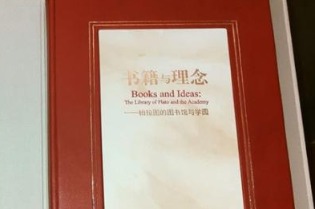 书籍与理念
Books and Ideas:
The Library of Plato and the Academy
——柏拉图的图书馆与学园